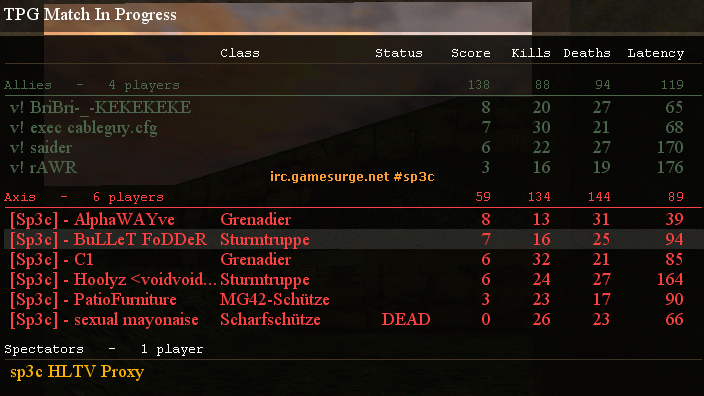 TPG Match In Progress
Class Status Score Kills Deaths Latency
Allies - 4 players 138 88 94 119
v! BriBri-_-KEKEKEKE 8 20 27 65
v! exec cableguy.cfg 7 30 21 68
v! saider 6 22 27 170
v! rAWR 3 16 19 176
irc.gamesurge.net #sp3c
Axis - 6 players 59 134 144 89
[Sp3c] - AlphaWAYve Grenadier 8 13 31 39
[Sp3c] - BuLLeT FoDDeR Sturmtruppe 7 16 25 94
[Sp3c] - C1 Grenadier 6 32 21 85
[Sp3c] - Hoolyz <voidvoid... Sturmtruppe 6 24 27 164
[Sp3c] - PatioFurniture MG42-Schütze 3 23 17 90
[Sp3c] - sexual mayonaise Scharfschütze DEAD 0 26 23 66
Spectators - 1 player
sp3c HLTV Proxy